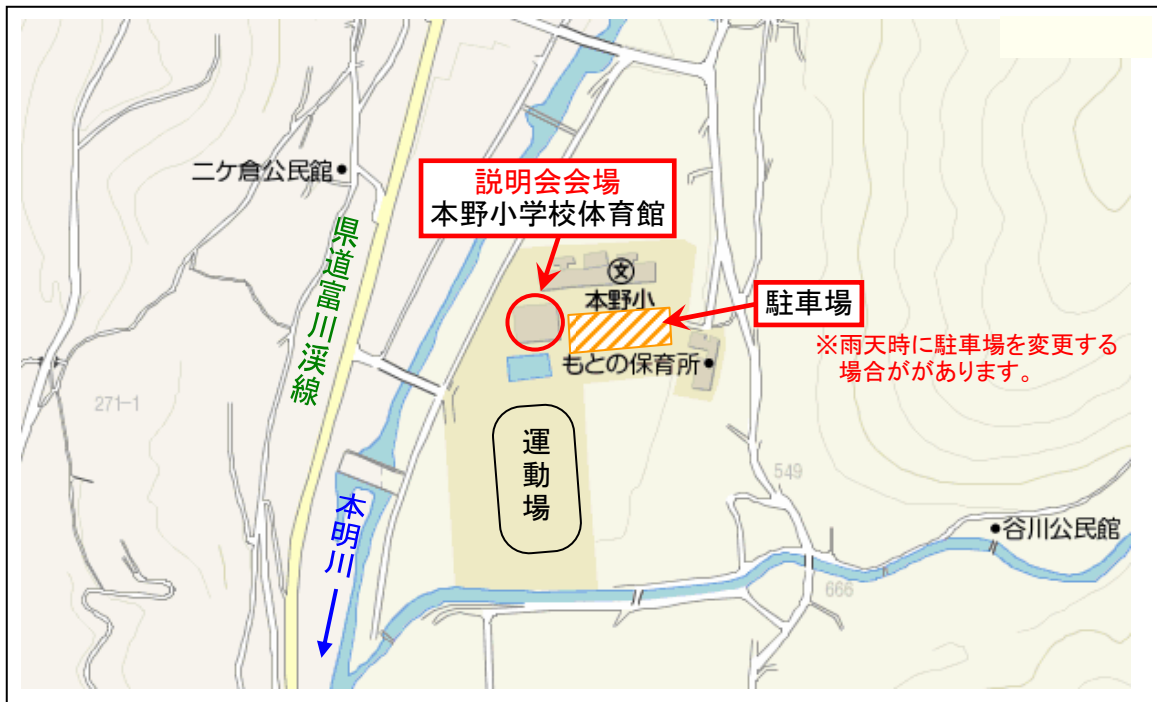 二ケ倉公民館
説明会会場
本野小学校体育館
県道富川渓線
文
本野小
駐車場
※雨天時に駐車場を変更する
場合ががあります。
もとの保育所
271-1
運動場
549
本明川
谷川公民館
666